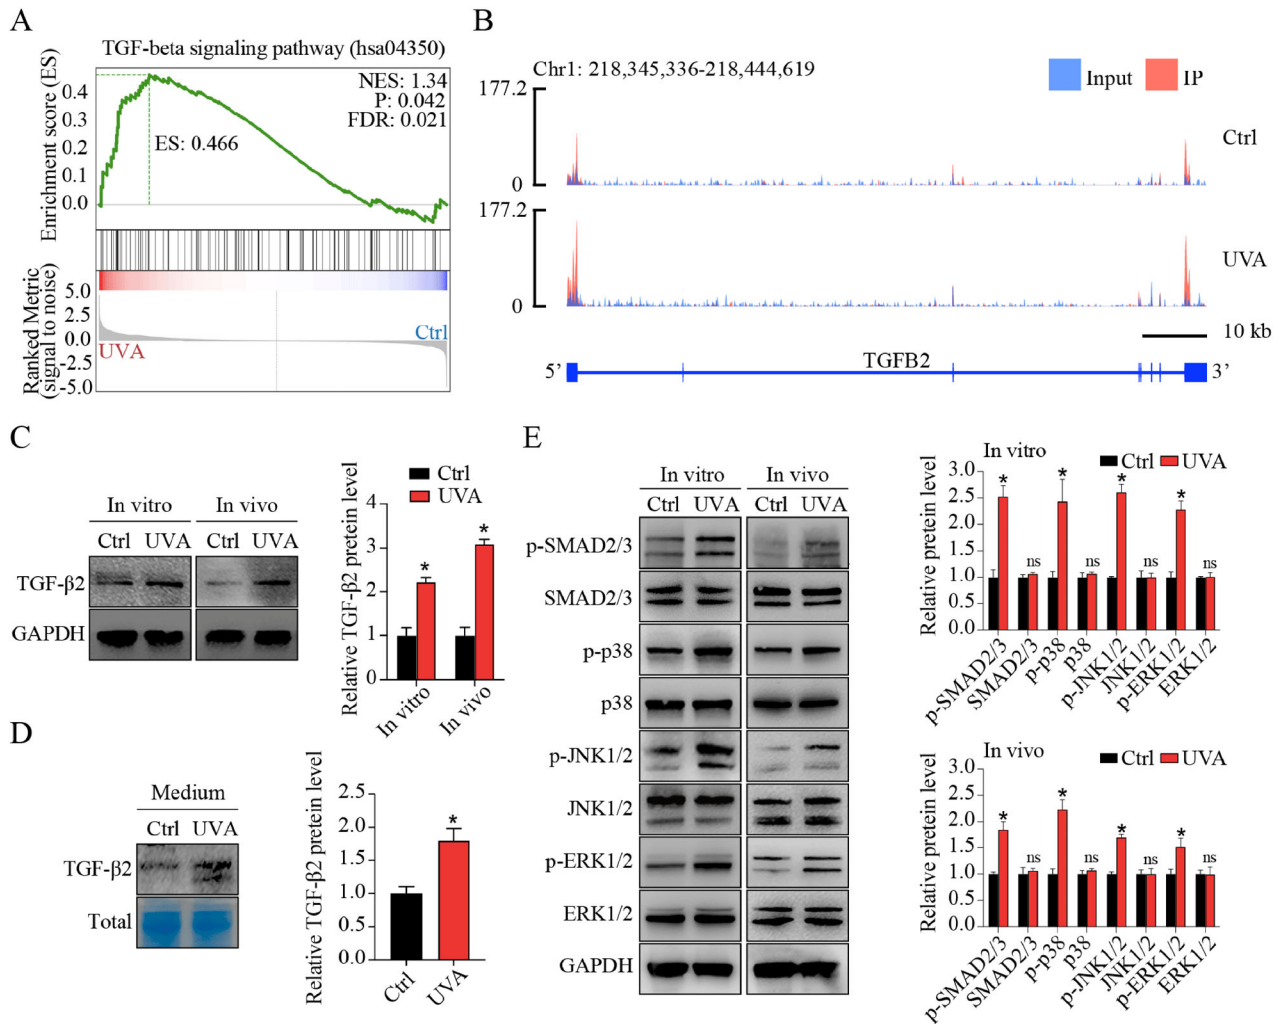 A
TGF-beta signaling pathway (hsa04350)
Enrichment score (ES)
0.4
0.3
0.2
0.1
0.0
NES: 1.34
P: 0.042
FDR: 0.021
ES: 0.466
Ranked Metric
(signal to noise)
5.0
2.5
0.0
-2.5
-5.0
UVA
Ctrl
B
Chr1: 218,345,336-218,444,619
Input
IP
177.2
0
Ctrl
177.2
0
UVA
10 kb
TGFB2
5’
3’
C
In vitro
In vivo
Ctrl
UVA
Ctrl
UVA
TGF-β2
GAPDH
Relative TGF-β2 pretein level
Ctrl
UVA
4
3
2
1
0
*
*
In vitro
In vivo
D
Medium
Ctrl
UVA
TGF-β2
Total
Relative TGF-β2 pretein level
2.5
2.0
1.5
1.0
0.5
0.0
*
Ctrl
UVA
E
In vitro
In vivo
Ctrl
UVA
Ctrl
UVA
p-SMAD2/3
SMAD2/3
p-p38
p38
p-JNK1/2
JNK1/2
p-ERK1/2
ERK1/2
GAPDH
In vitro
Ctrl
UVA
Relative pretein level
3.0
2.5
2.0
1.5
1.0
0.5
0.0
*
ns
*
ns
*
ns
*
ns
p-SMAD2/3
SMAD2/3
p-p38
p38
p-JNK1/2
JNK1/2
p-ERK1/2
ERK1/2
In vivo
Ctrl
UVA
Relative pretein level
3.0
2.5
2.0
1.5
1.0
0.5
0.0
*
ns
*
ns
*
ns
*
ns
p-SMAD2/3
SMAD2/3
p-p38
p38
p-JNK1/2
JNK1/2
p-ERK1/2
ERK1/2